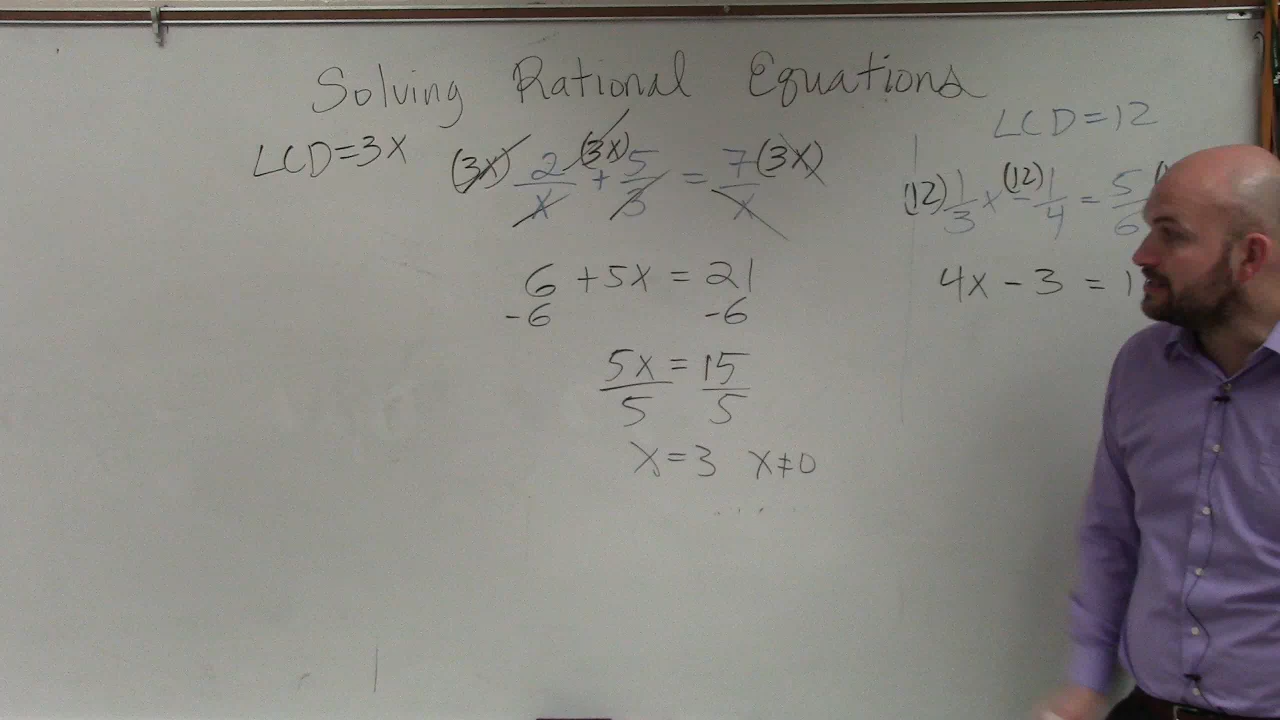 Solving Rational Equations
LCD=3x
(3x) 2/x + (3x) 5/3 = 7/x (3x)
6 + 5x = 21
-6 -6
5x/5 = 15/5
x = 3 x ≠ 0
LCD=12
(12) 1/3 x - (12) 1/4 = 5/6
4x - 3 = 1